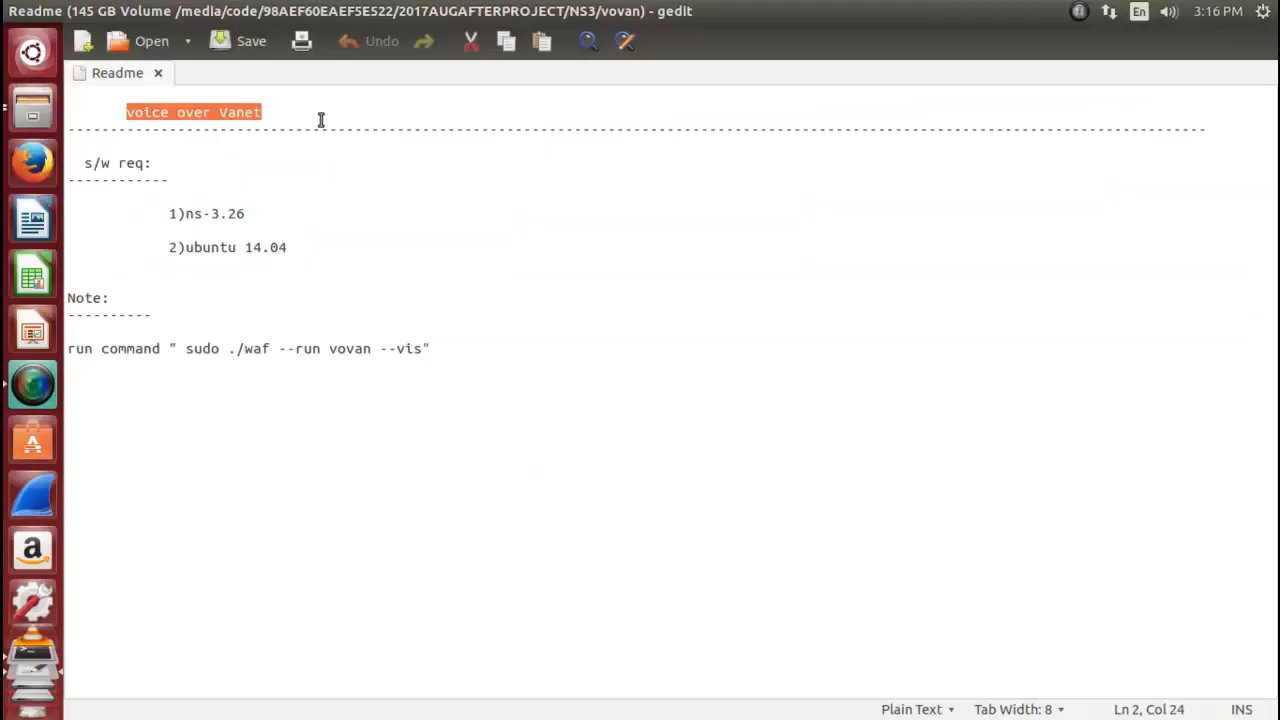 Readme (145 GB Volume /media/code/98AEF60EAEF5E522/2017AUGAFTERPROJECT/NS3/vovan) - gedit
En
3:16 PM
Open
Save
Undo
Readme
voice over Vanet
----------------------------------------------------------------------------------------------------------------------------------------
s/w req:
------------
1)ns-3.26
2)ubuntu 14.04
Note:
----------
run command " sudo ./waf --run vovan --vis"
Plain Text
Tab Width: 8
Ln 2, Col 24
INS